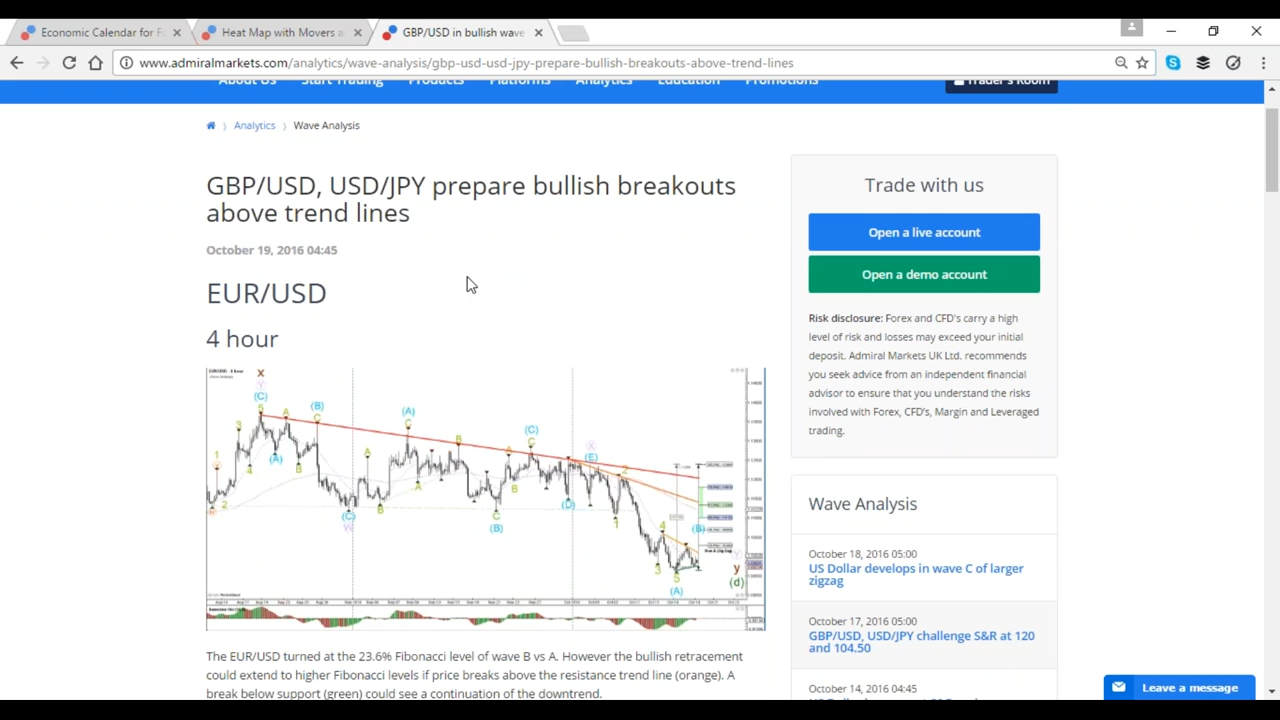 Economic Calendar for F
Heat Map with Movers a
GBP/USD in bullish wave
www.admiralmarkets.com/analytics/wave-analysis/gbp-usd-usd-jpy-prepare-bullish-breakouts-above-trend-lines
About Us Start Trading Products Platforms Analytics Education Promotions Trader's Room
Analytics Wave Analysis
GBP/USD, USD/JPY prepare bullish breakouts
above trend lines
October 19, 2016 04:45
EUR/USD
4 hour
The EUR/USD turned at the 23.6% Fibonacci level of wave B vs A. However the bullish retracement
could extend to higher Fibonacci levels if price breaks above the resistance trend line (orange). A
break below support (green) could see a continuation of the downtrend.
Trade with us
Open a live account
Open a demo account
Risk disclosure: Forex and CFD's carry a high
level of risk and losses may exceed your initial
deposit. Admiral Markets UK Ltd. recommends
you seek advice from an independent financial
advisor to ensure that you understand the risks
involved with Forex, CFD's, Margin and Leveraged
trading.
Wave Analysis
October 18, 2016 05:00
US Dollar develops in wave C of larger
zigzag
October 17, 2016 05:00
GBP/USD, USD/JPY challenge S&R at 120
and 104.50
October 14, 2016 04:45
Leave a message